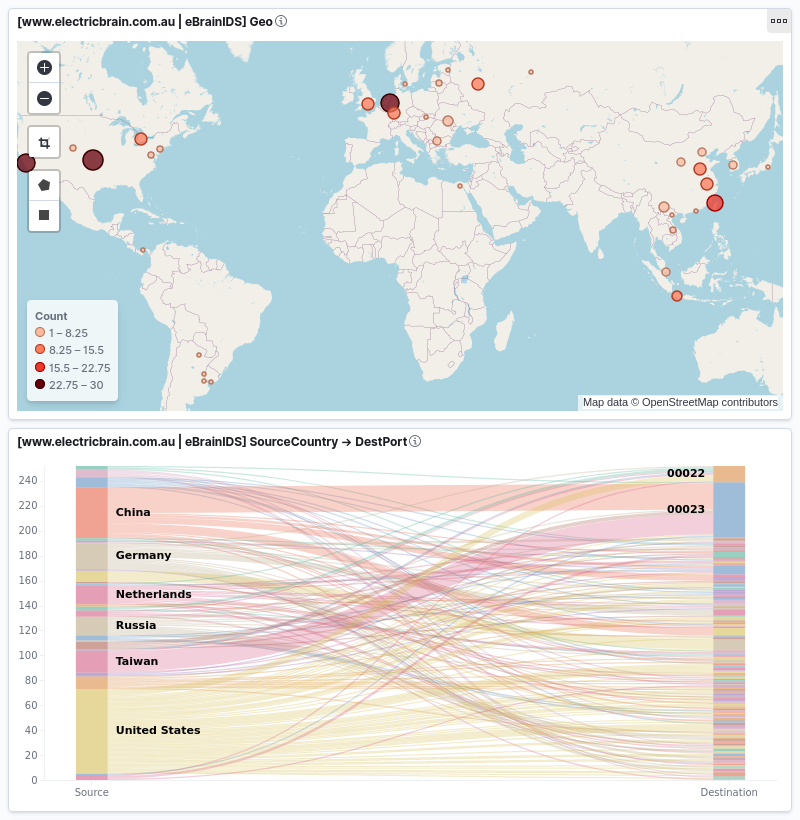 [www.electricbrain.com.au | eBrainIDS] Geo
Count
1 – 8.25
8.25 – 15.5
15.5 – 22.75
22.75 – 30
Map data © OpenStreetMap contributors
[www.electricbrain.com.au | eBrainIDS] SourceCountry → DestPort
240
220
200
180
160
140
120
100
80
60
40
20
0
China
Germany
Netherlands
Russia
Taiwan
United States
00022
00023
Source
Destination